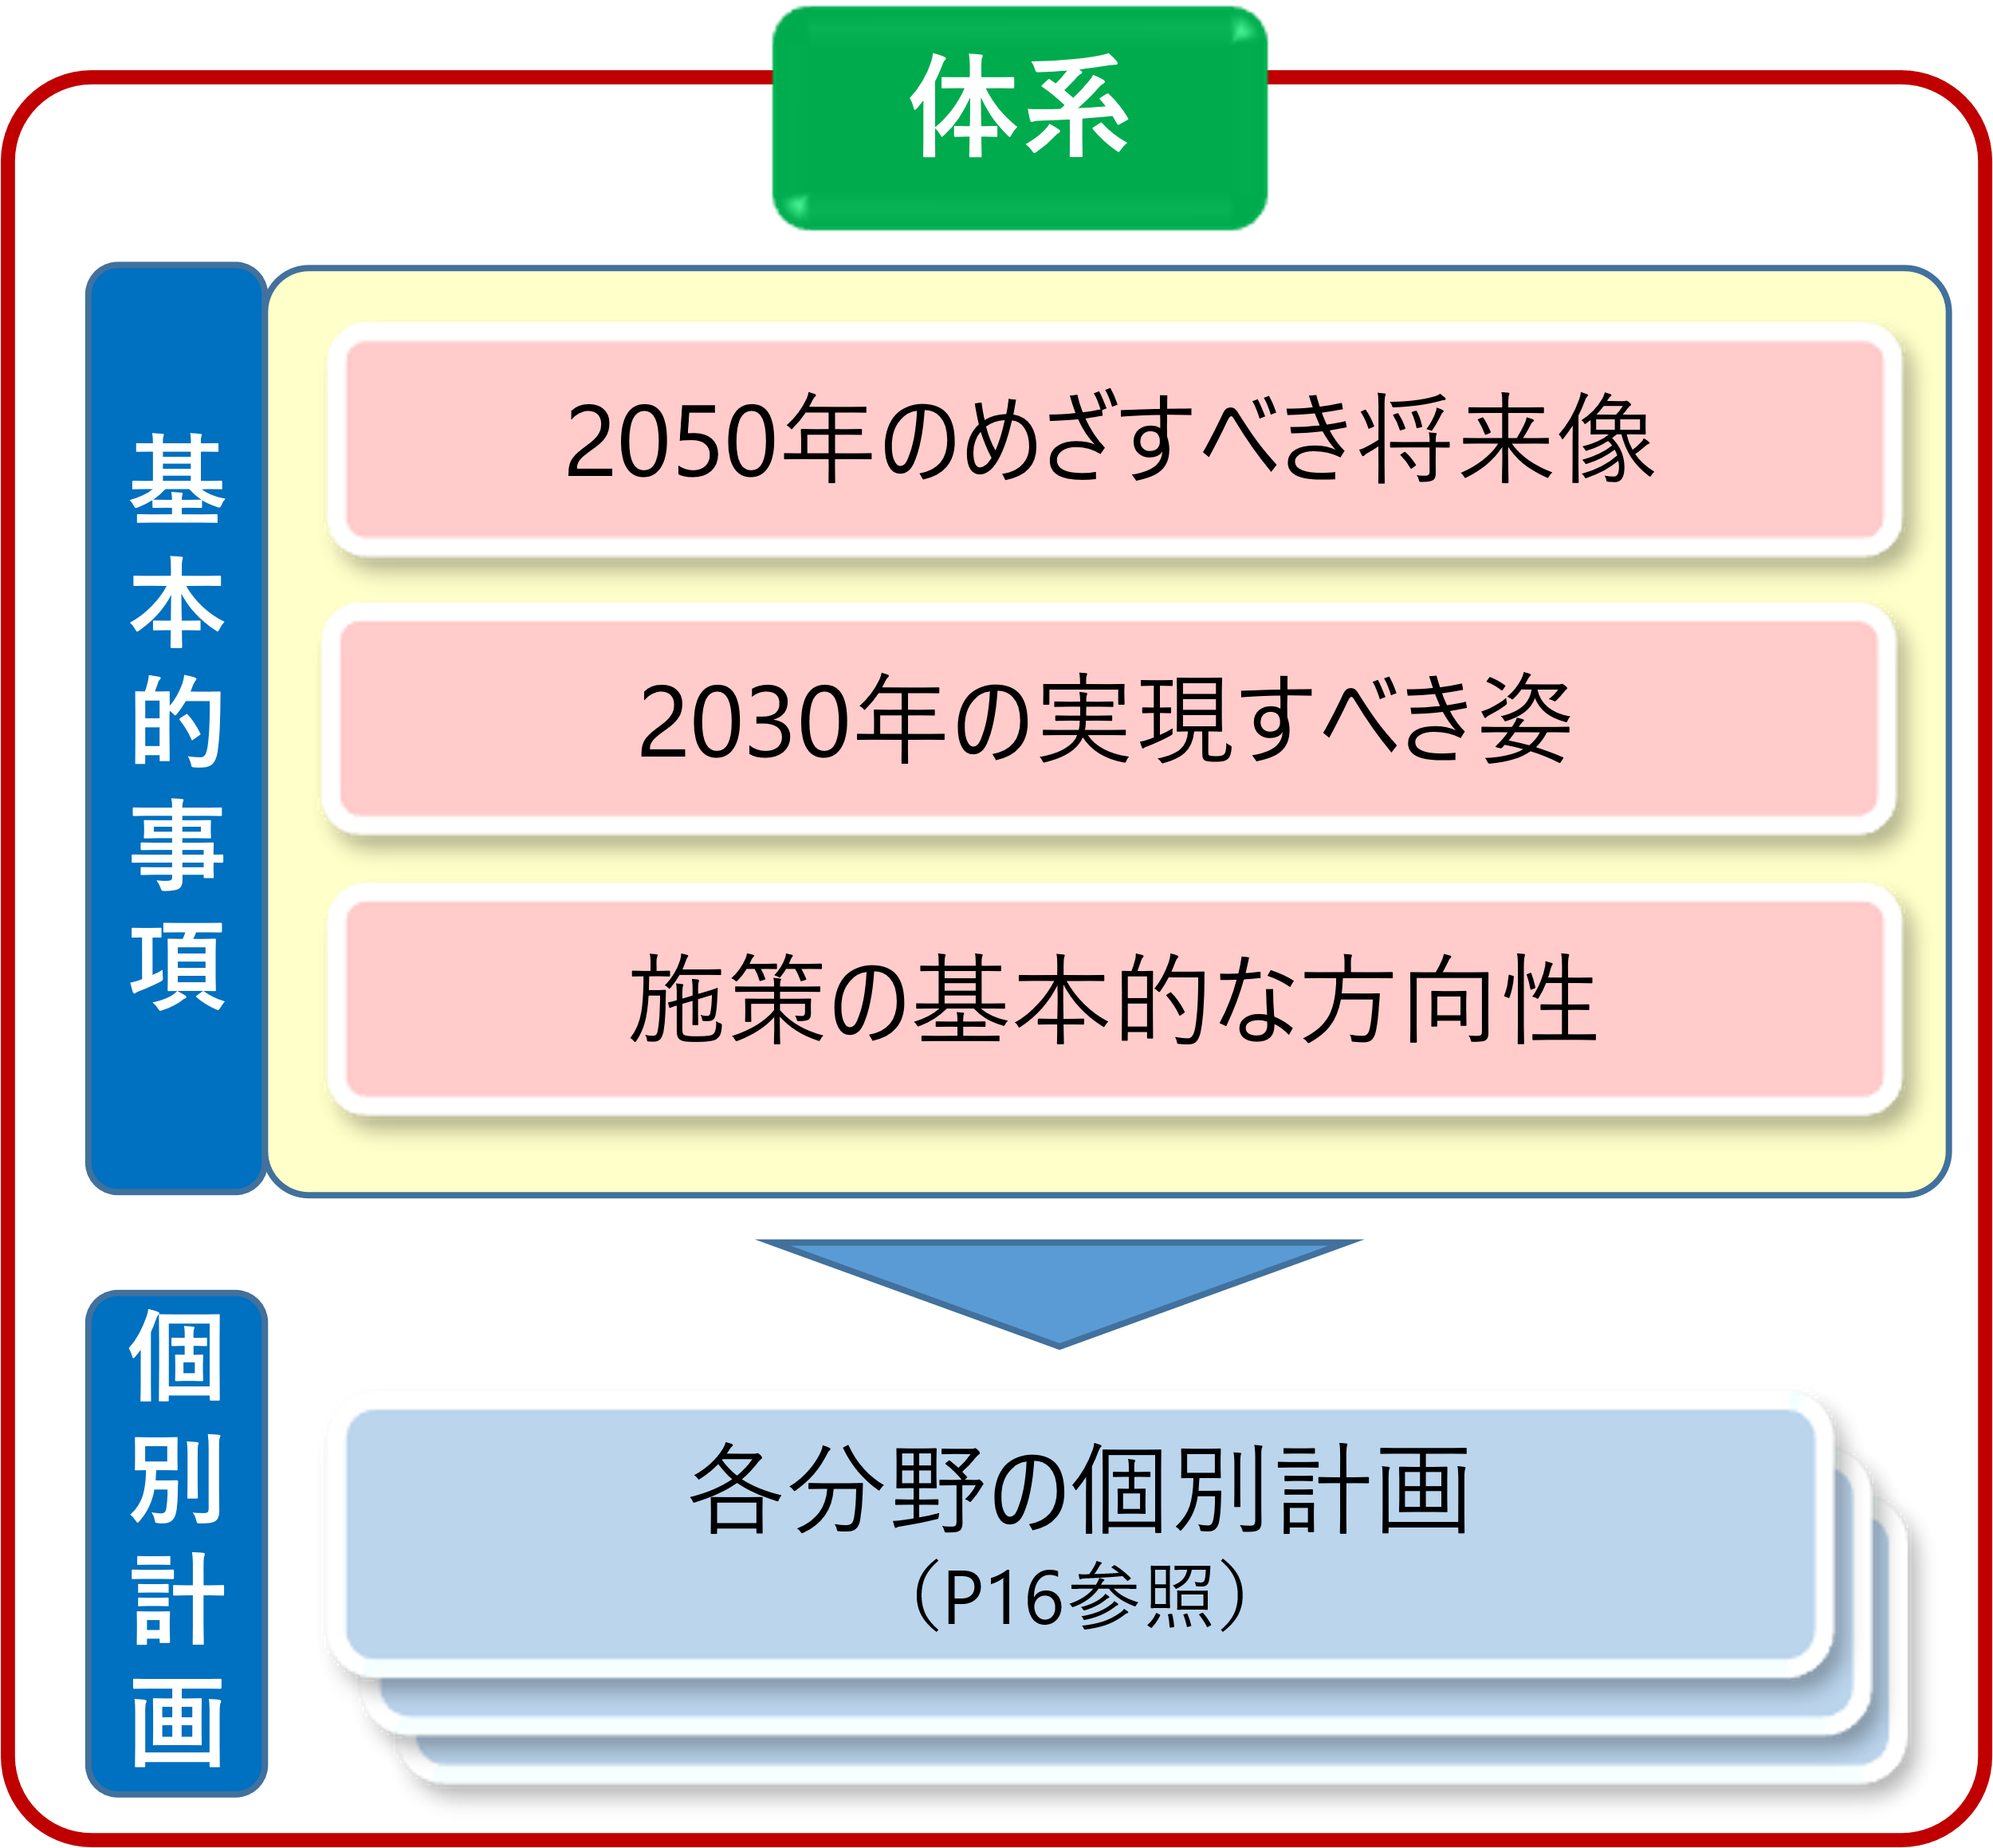 体系
基本的事項
2050年のめざすべき将来像
2030年の実現すべき姿
施策の基本的な方向性
個別計画
各分野の個別計画
（P16参照）